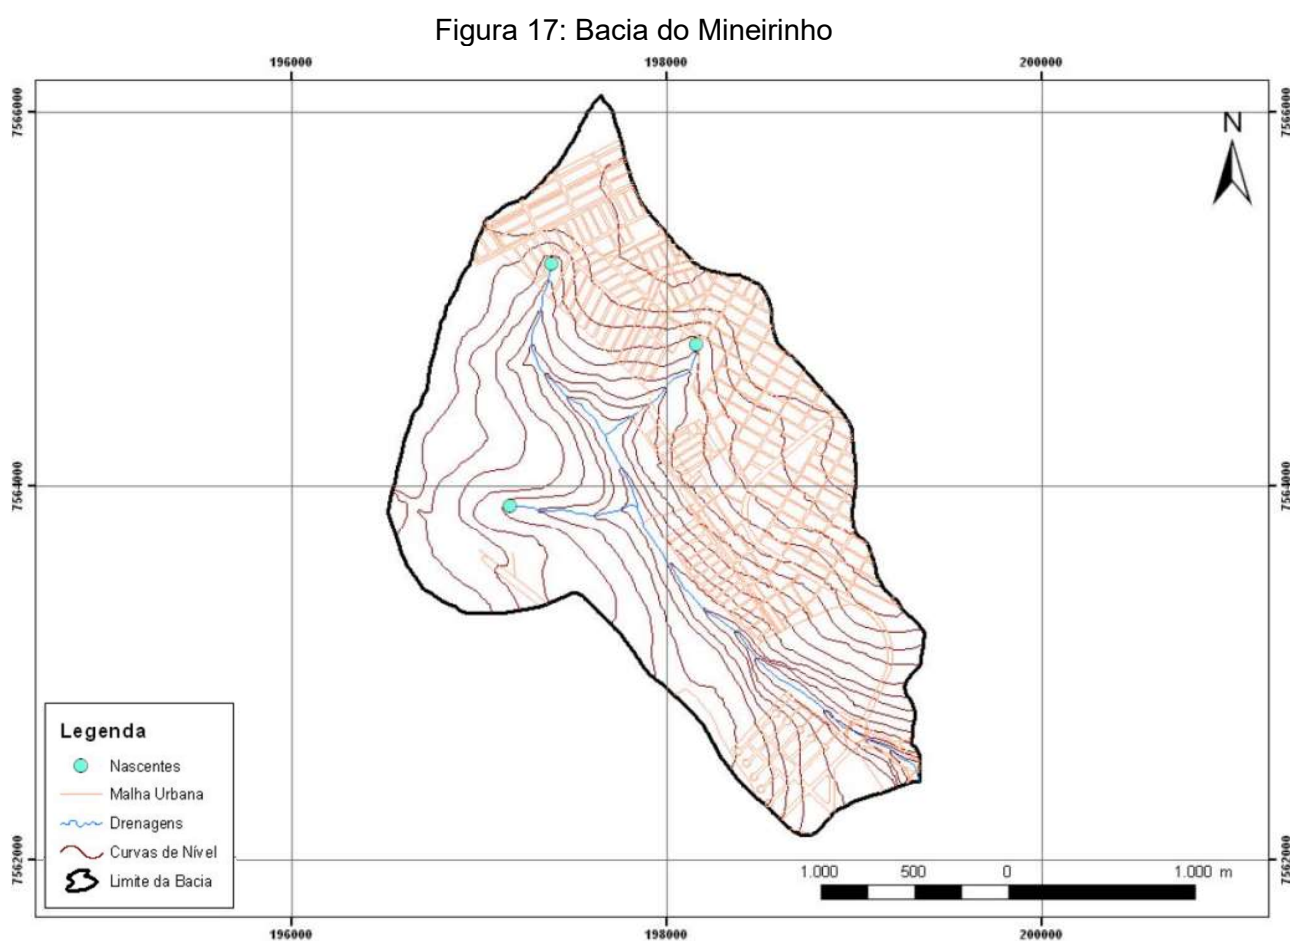 Figura 17: Bacia do Mineirinho
196000 198000 200000
7566000 7566000
N
7564000 7564000
Legenda
Nascentes
Malha Urbana
Drenagens
Curvas de Nível
Limite da Bacia
7562000 7562000
1.000 500 0 1.000 m
196000 198000 200000